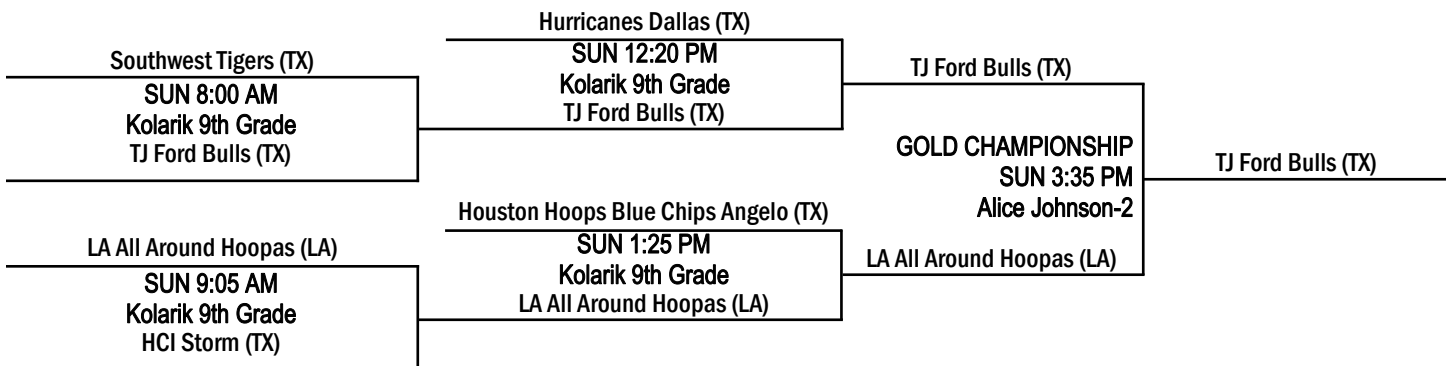 Southwest Tigers (TX)
SUN 8:00 AM
Kolarik 9th Grade
TJ Ford Bulls (TX)
LA All Around Hoopas (LA)
SUN 9:05 AM
Kolarik 9th Grade
HCI Storm (TX)
Hurricanes Dallas (TX)
SUN 12:20 PM
Kolarik 9th Grade
TJ Ford Bulls (TX)
Houston Hoops Blue Chips Angelo (TX)
SUN 1:25 PM
Kolarik 9th Grade
LA All Around Hoopas (LA)
TJ Ford Bulls (TX)
GOLD CHAMPIONSHIP
SUN 3:35 PM
Alice Johnson-2
LA All Around Hoopas (LA)
TJ Ford Bulls (TX)